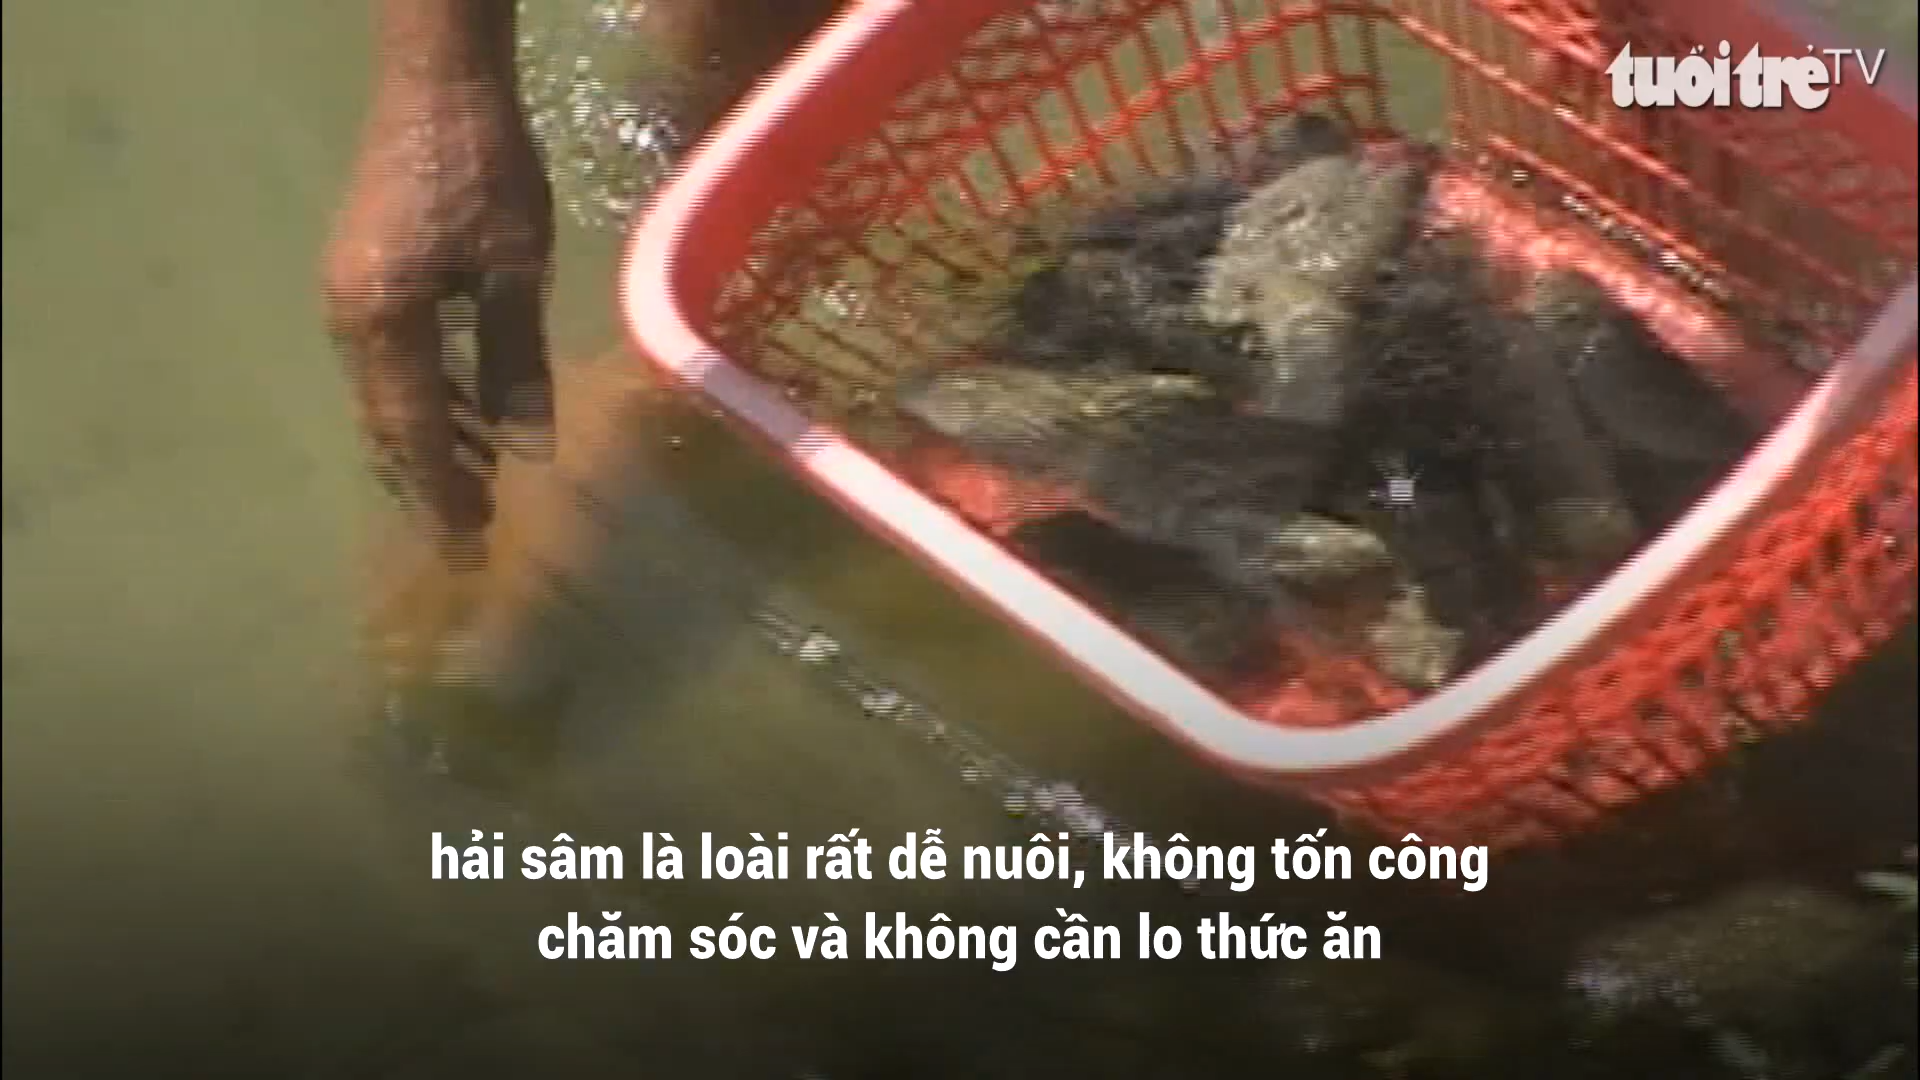 tuổi trẻ TV
hải sâm là loài rất dễ nuôi, không tốn công
chăm sóc và không cần lo thức ăn